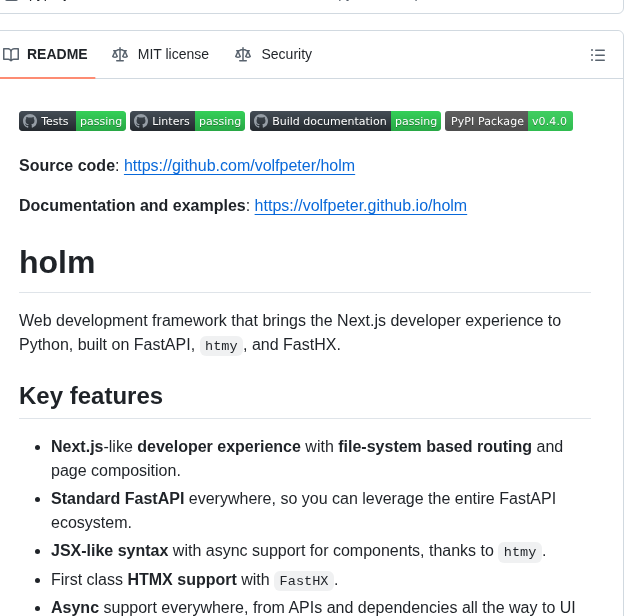 README MIT license Security
Tests passing Linters passing Build documentation passing PyPI Package v0.4.0
Source code: https://github.com/volfpeter/holm
Documentation and examples: https://volfpeter.github.io/holm
holm
Web development framework that brings the Next.js developer experience to
Python, built on FastAPI, htmy, and FastHX.
Key features
• Next.js-like developer experience with file-system based routing and
page composition.
• Standard FastAPI everywhere, so you can leverage the entire FastAPI
ecosystem.
• JSX-like syntax with async support for components, thanks to htmy.
• First class HTMX support with FastHX.
• Async support everywhere, from APIs and dependencies all the way to UI